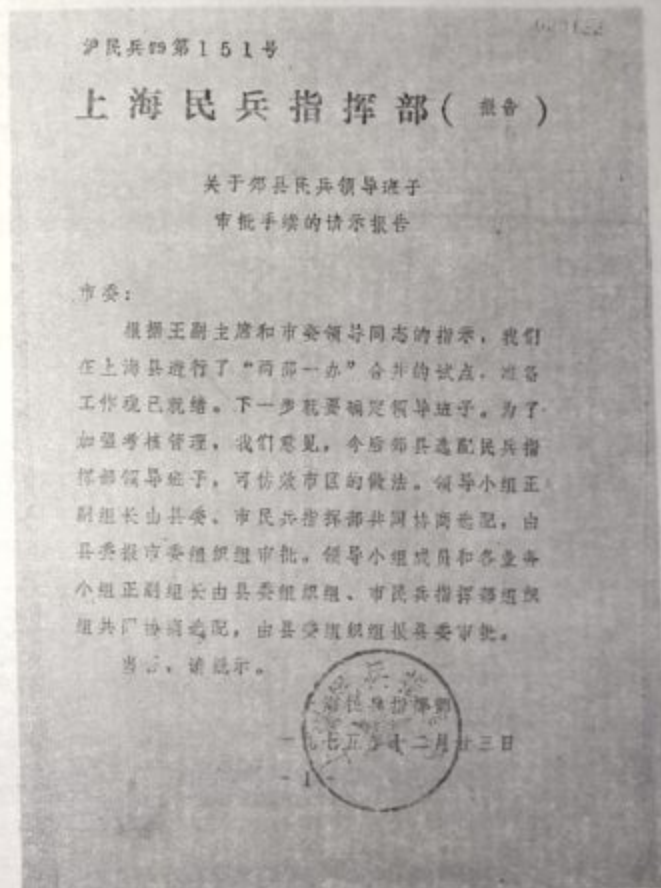 沪民兵(75)第151号
上海民兵指挥部(报告)
关于郊县民兵领导班子
审批手续的请示报告
市委:
根据王副主席和市委领导同志的指示,我们
在上海县进行了“两部一办”合并的试点,准备
工作现已就绪。下一步就要确定领导班子。为了
加强考核管理,我们意见,今后郊县选配民兵指
挥部领导班子,可仿效市区的做法。领导小组正
副组长由县委、市民兵指挥部共同协商选配,由
县委报市委组织组审批。领导小组成员和各业务
小组正副组长由县委组织组、市民兵指挥部组织
组共同协商选配,由县委组织组报县委审批。
当否,请批示。
上海民兵指挥部
一九七五年十二月廿三日
-1-